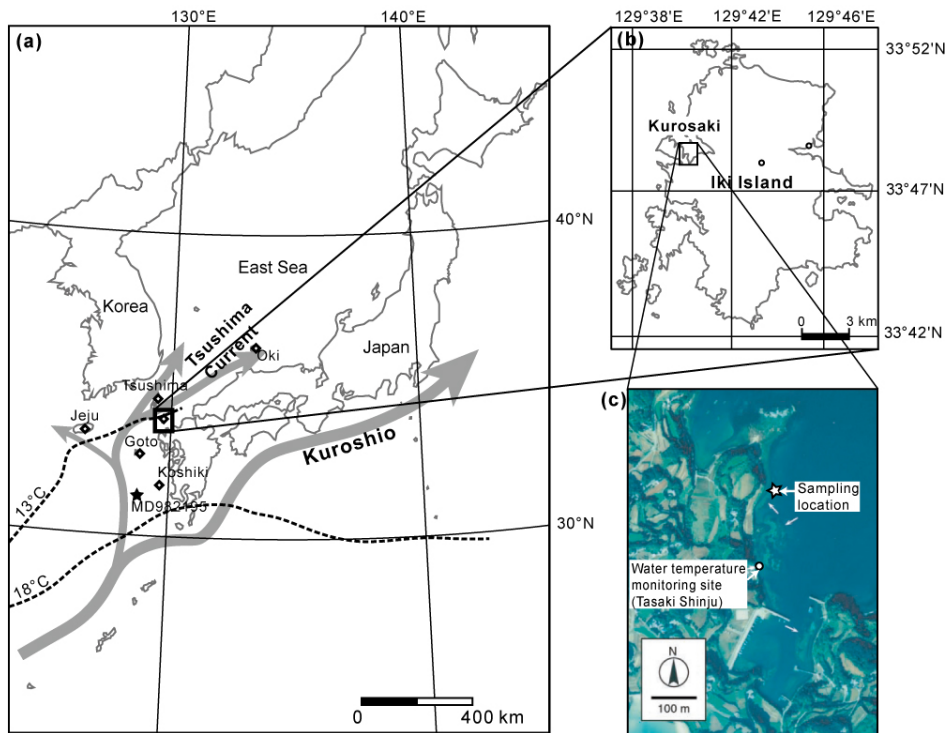 130°E
140°E
(a)
40°N
East Sea
Korea
Tsushima
Current
Oki
Japan
Tsushima
Jeju
Goto
Kuroshio
Koshiki
MD982195
13°C
30°N
18°C
0
400 km
129°38'E
129°42'E
129°46'E
(b)
33°52'N
Kurosaki
Iki Island
33°47'N
0
3 km
33°42'N
(c)
Sampling
location
Water temperature
monitoring site
(Tasaki Shinju)
N
100 m